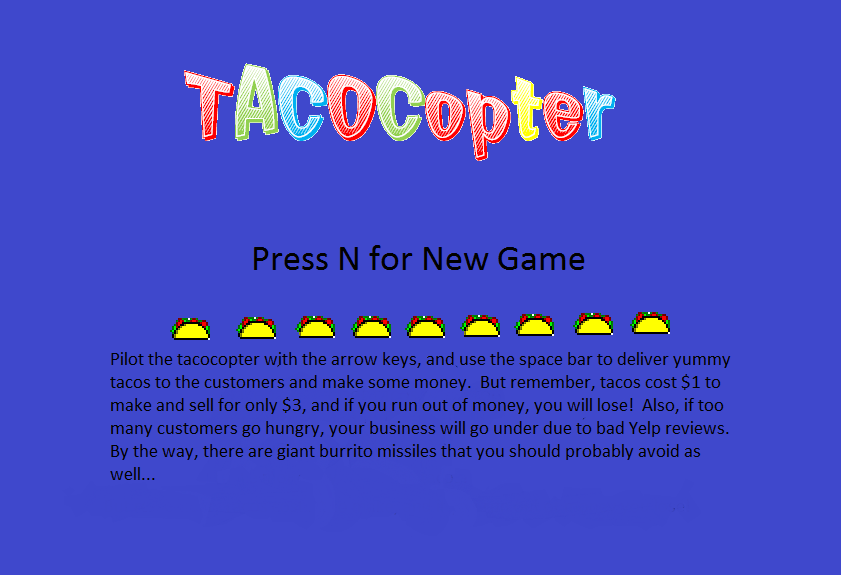 TACOCopter
Press N for New Game
Pilot the tacocopter with the arrow keys, and use the space bar to deliver yummy
tacos to the customers and make some money.  But remember, tacos cost $1 to
make and sell for only $3, and if you run out of money, you will lose!  Also, if too
many customers go hungry, your business will go under due to bad Yelp reviews.
By the way, there are giant burrito missiles that you should probably avoid as
well...